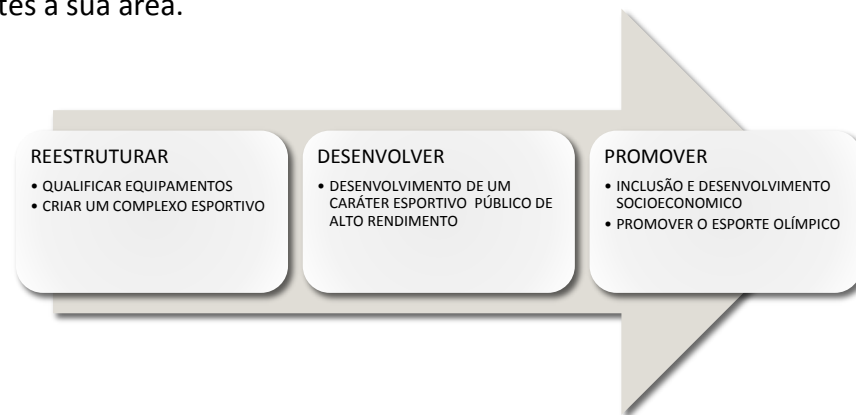 tes a sua área.
REESTRUTURAR
• QUALIFICAR EQUIPAMENTOS
• CRIAR UM COMPLEXO ESPORTIVO
DESENVOLVER
• DESENVOLVIMENTO DE UM
CARÁTER ESPORTIVO PÚBLICO DE
ALTO RENDIMENTO
PROMOVER
• INCLUSÃO E DESENVOLVIMENTO
SOCIOECONOMICO
• PROMOVER O ESPORTE OLÍMPICO